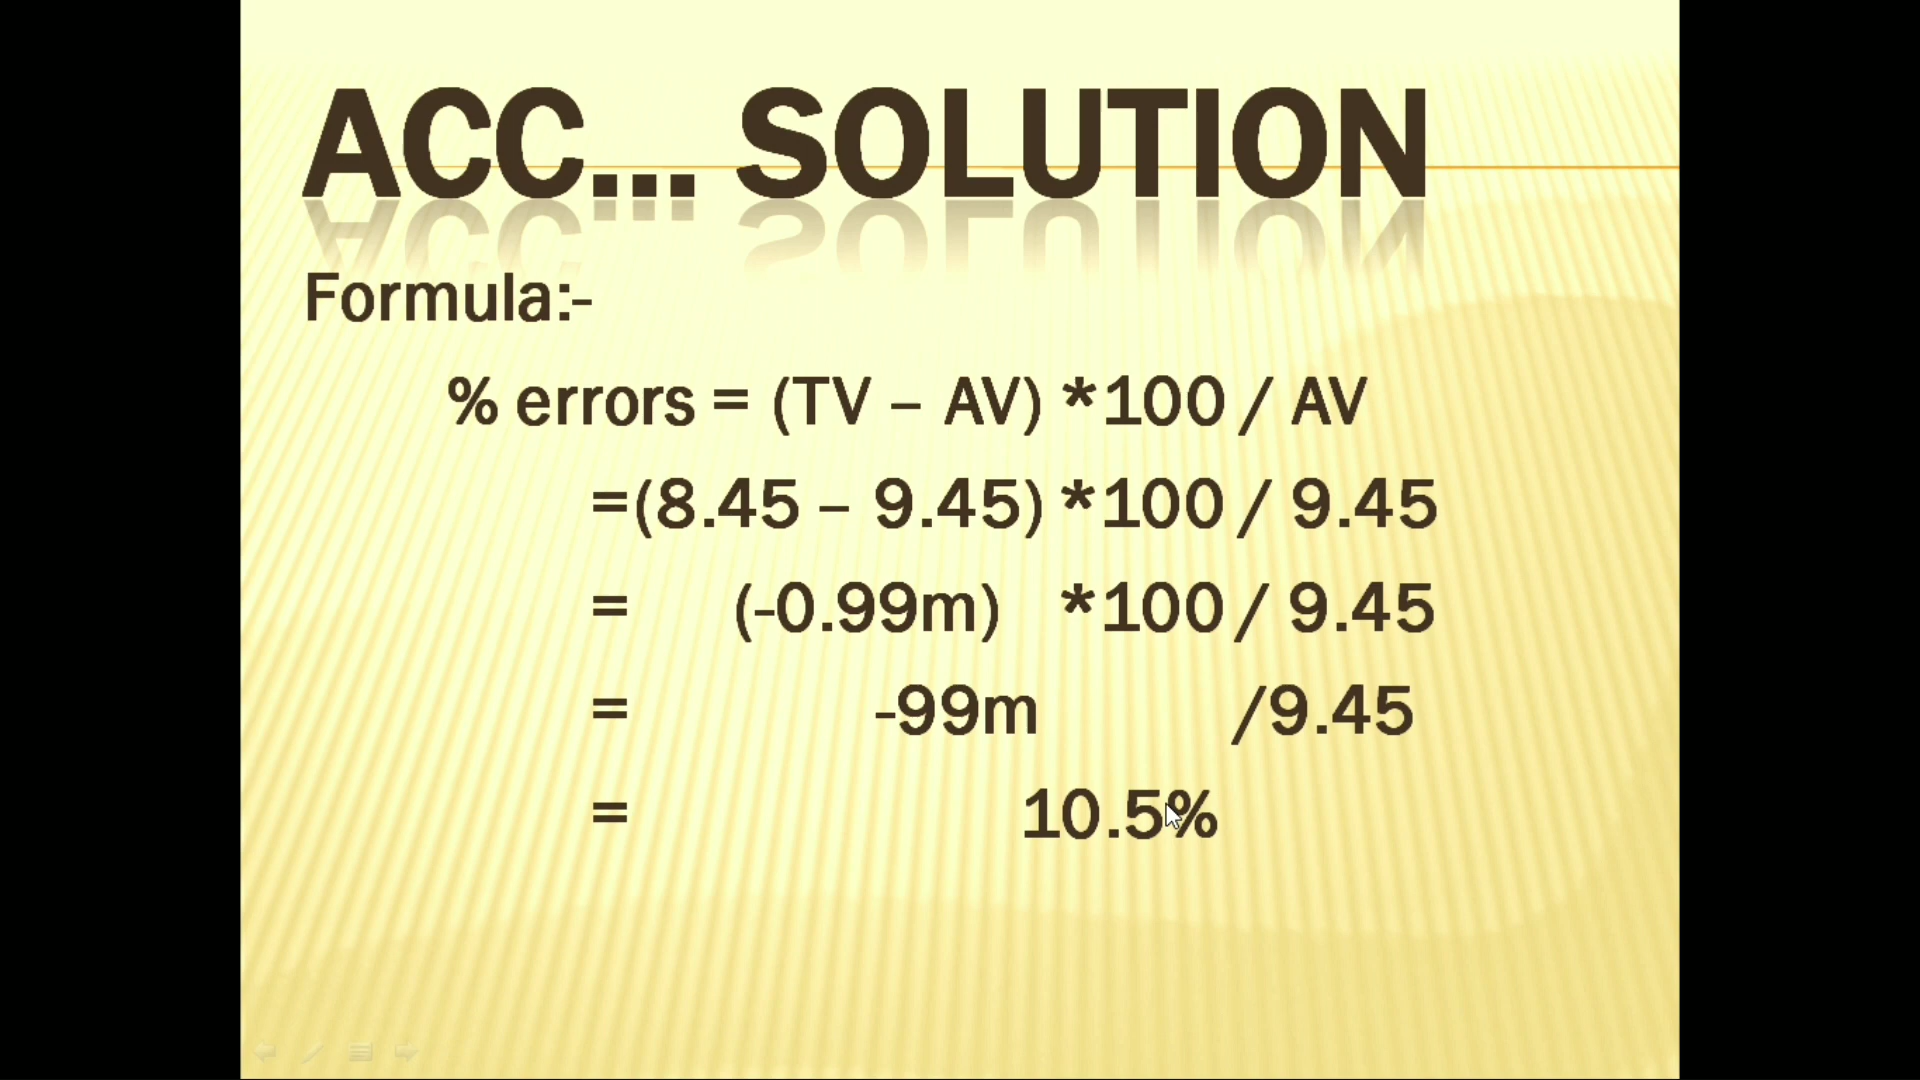 ACC... SOLUTION
Formula:-
% errors = (TV – AV) *100 / AV
=(8.45 – 9.45) *100 / 9.45
= (-0.99m) *100 / 9.45
= -99m /9.45
= 10.5%